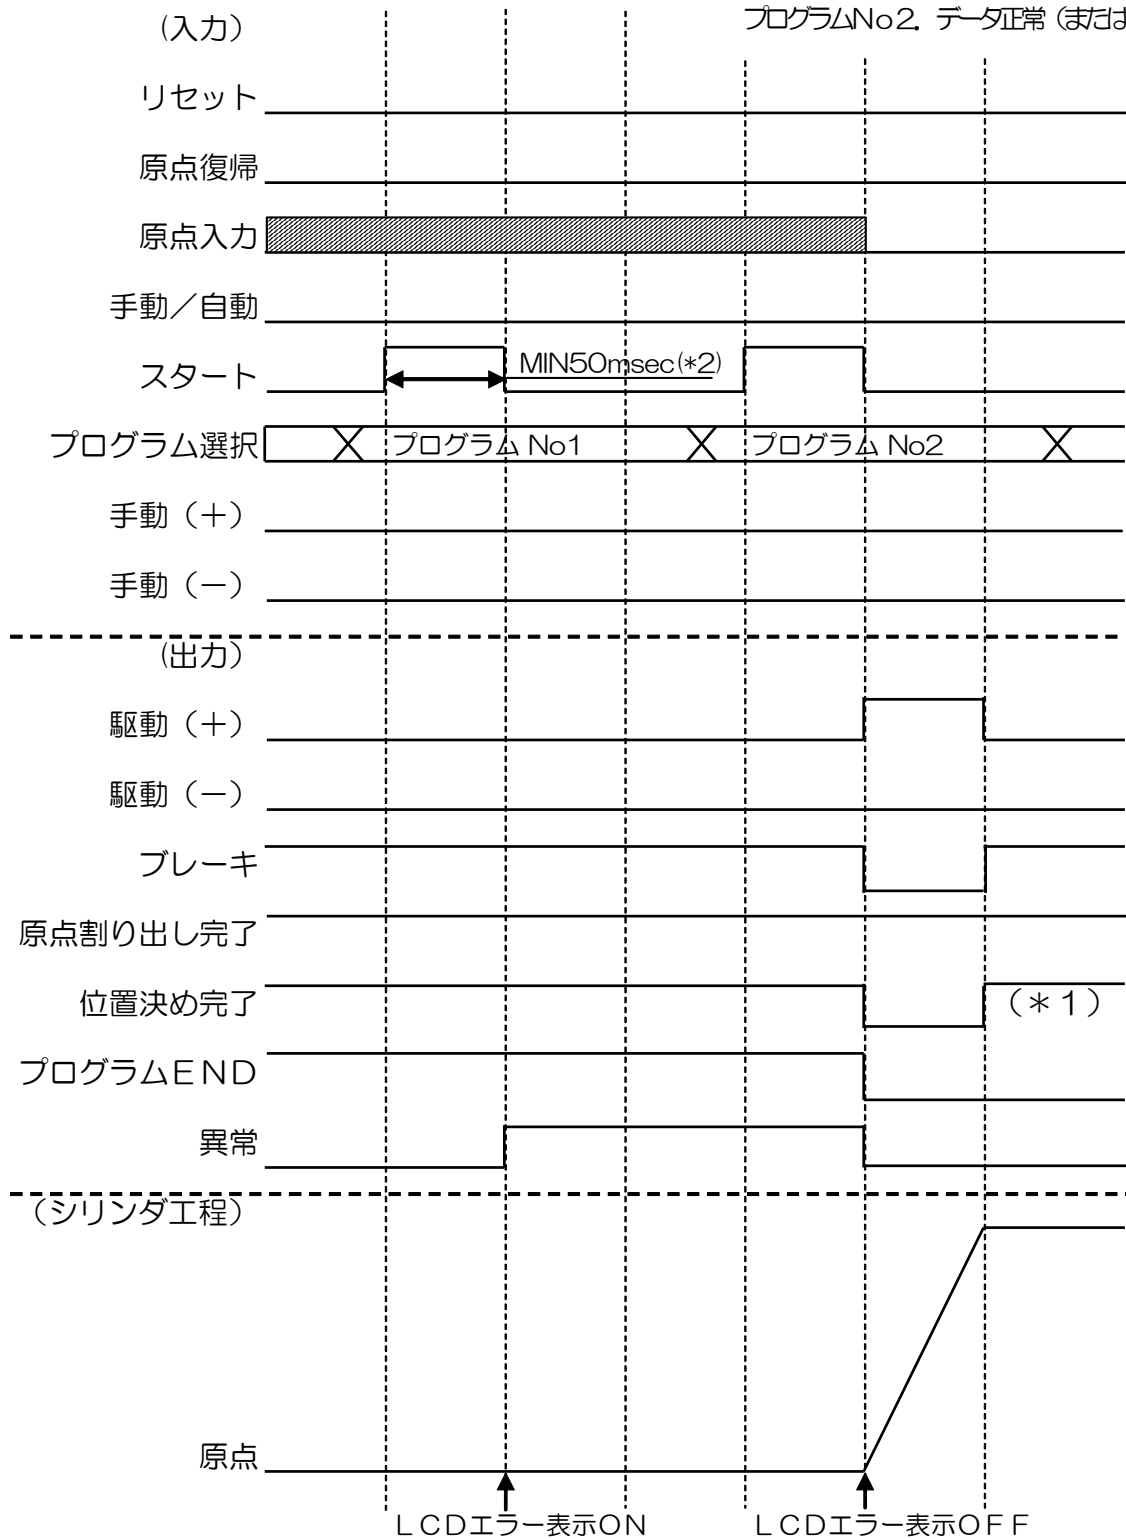 プログラムNo2．データ正常（または
(入力）
リセット
原点復帰
原点入力
手動／自動
スタート
MIN50msec(*2)
プログラム選択
プログラム No1
プログラム No2
手動（＋）
手動（－）
(出力）
駆動（＋）
駆動（－）
ブレーキ
原点割り出し完了
位置決め完了
（＊１）
プログラムＥＮＤ
異常
（シリンダ工程）
原点
ＬＣＤエラー表示ＯＮ
ＬＣＤエラー表示ＯＦＦ